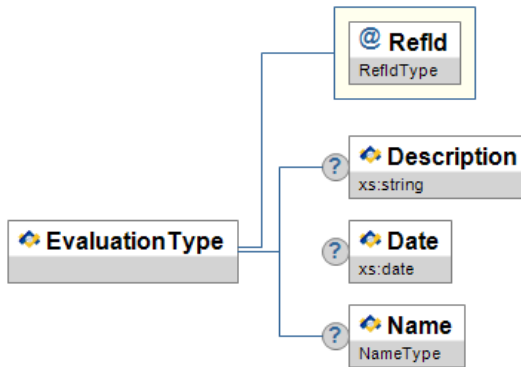 @ RefId
RefIdType
? Description
xs:string
EvaluationType
? Date
xs:date
? Name
NameType